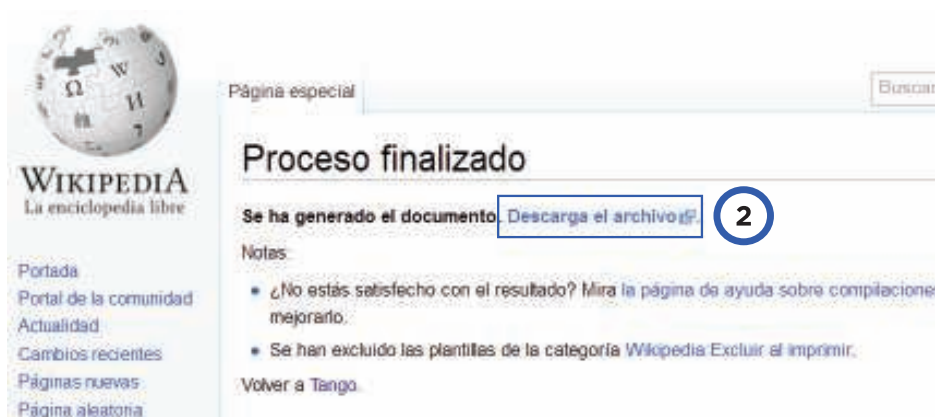 Página especial
Buscar
Proceso finalizado
WIKIPEDIA
La enciclopedia libre
Se ha generado el documento. Descarga el archivo.
2
Notas:
¿No estás satisfecho con el resultado? Mira la página de ayuda sobre compilaciones
mejorarlo.
Se han excluido las plantillas de la categoría Wikipedia:Excluir al imprimir.
Volver a Tango.
Portada
Portal de la comunidad
Actualidad
Cambios recientes
Páginas nuevas
Página aleatoria